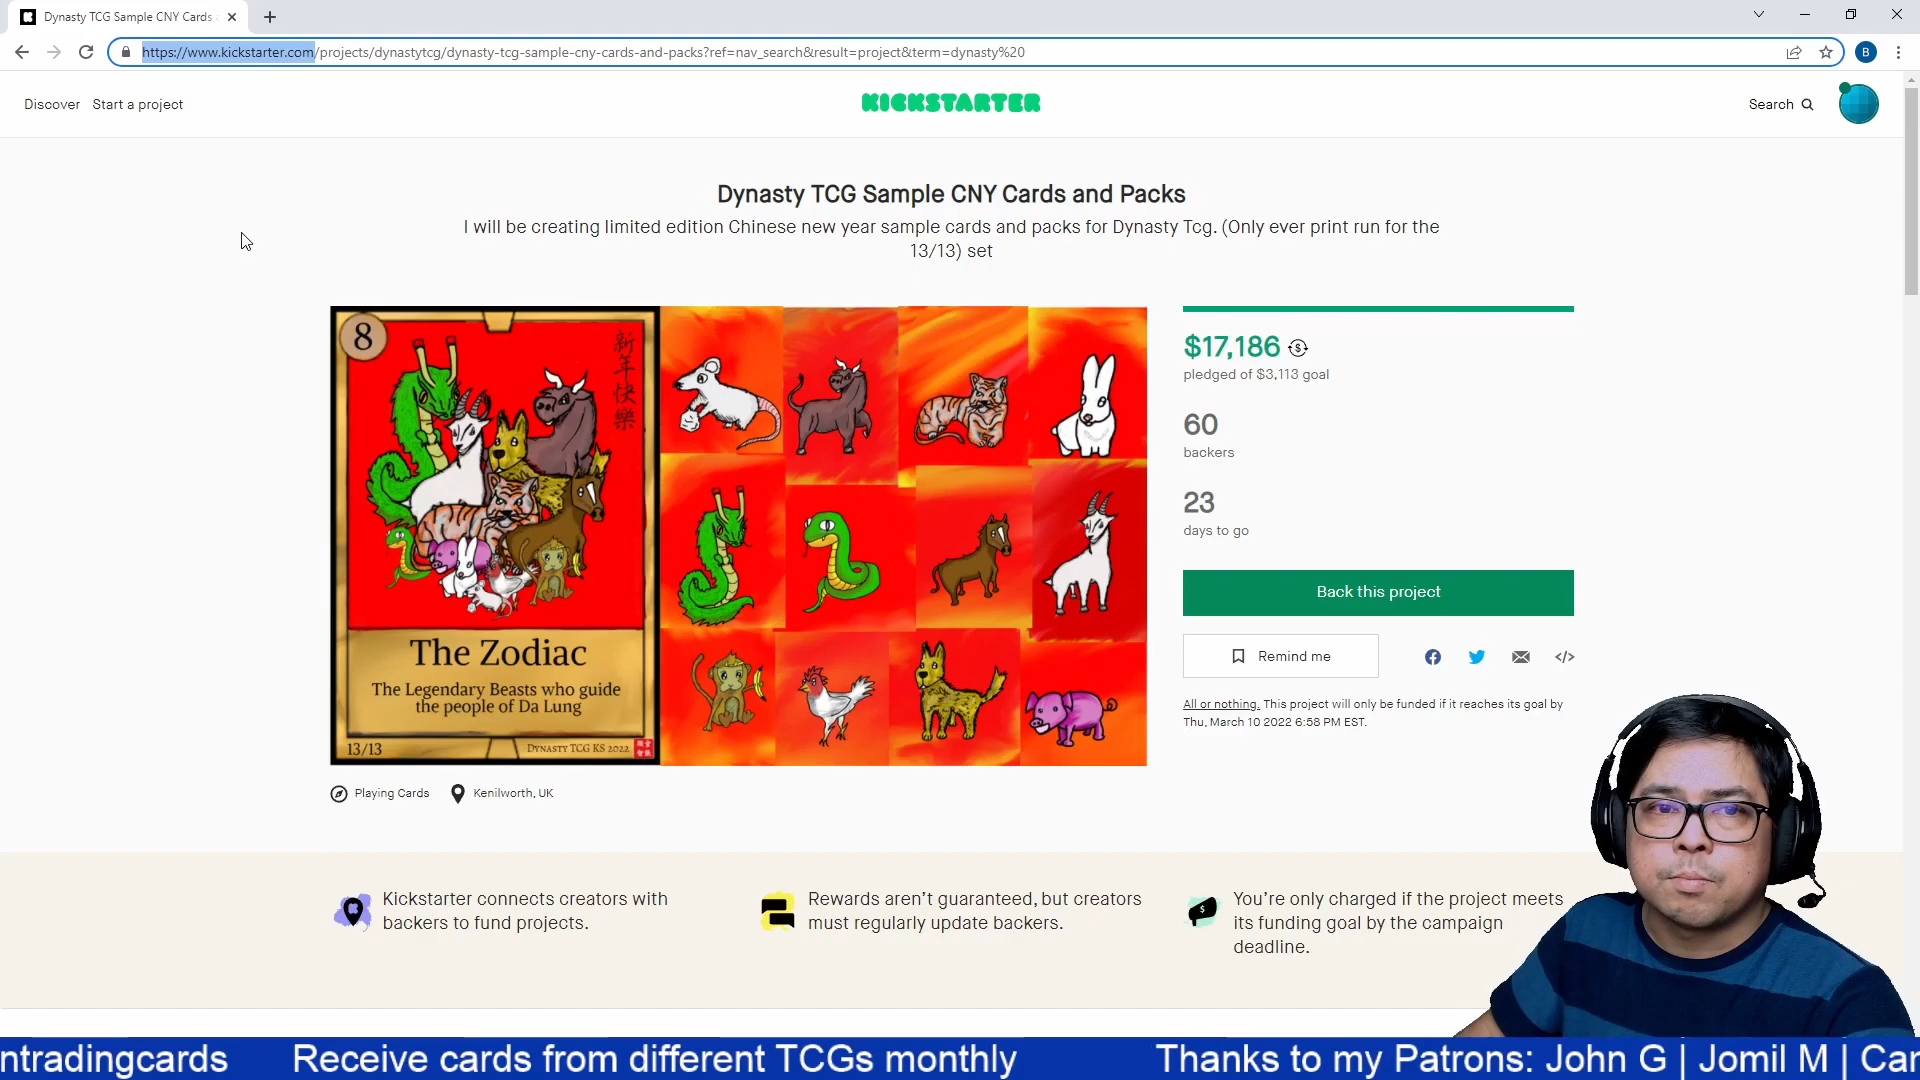 Dynasty TCG Sample CNY Cards
https://www.kickstarter.com/projects/dynastytcg/dynasty-tcg-sample-cny-cards-and-packs?ref=nav_search&result=project&term=dynasty%20
B
Discover Start a project
KICKSTARTER
Search
Dynasty TCG Sample CNY Cards and Packs
I will be creating limited edition Chinese new year sample cards and packs for Dynasty Tcg. (Only ever print run for the
13/13) set
8
新年快樂
The Zodiac
The Legendary Beasts who guide
the people of Da Lung
13/13
DYNASTY TCG KS 2022
$17,186
pledged of $3,113 goal
60
backers
23
days to go
Back this project
Remind me
All or nothing. This project will only be funded if it reaches its goal by
Thu, March 10 2022 6:58 PM EST.
Playing Cards
Kenilworth, UK
Kickstarter connects creators with
backers to fund projects.
Rewards aren’t guaranteed, but creators
must regularly update backers.
You’re only charged if the project meets
its funding goal by the campaign
deadline.
ntradingcards Receive cards from different TCGs monthly Thanks to my Patrons: John G | Jomil M | Car